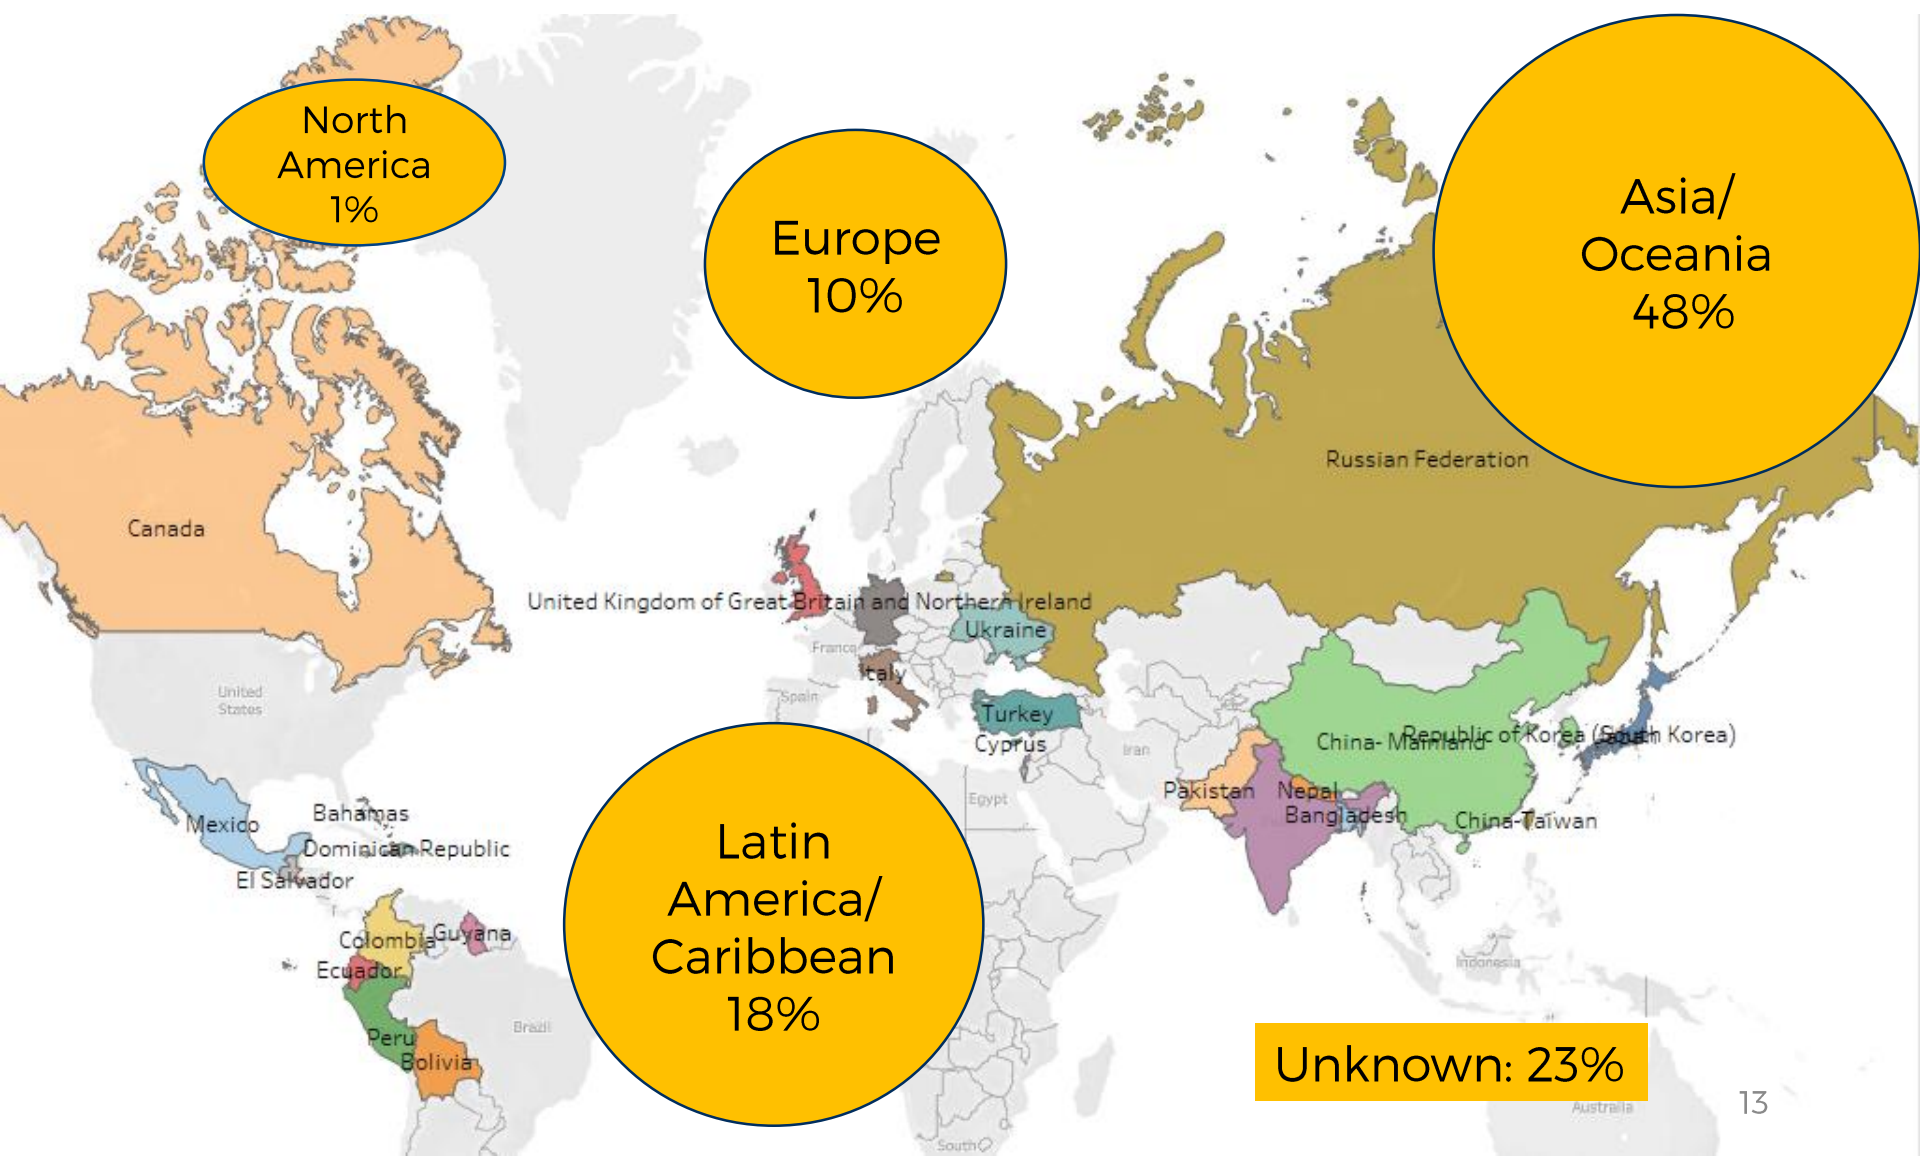 North
America
1%
Europe
10%
Asia/
Oceania
48%
Russian Federation
Canada
United Kingdom of Great Britain and Northern Ireland
Ukraine
France
Italy
United
States
Spain
Turkey
Cyprus
Iran
China- Mainland
Republic of Korea (South Korea)
Pakistan
Nepal
Egypt
Bangladesh
China-Taiwan
Mexico
Bahamas
Dominican Republic
El Salvador
Latin
America/
Caribbean
18%
Colombia
Guyana
Ecuador
Indonesia
Brazil
Peru
Bolivia
Unknown: 23%
13
Australia
South